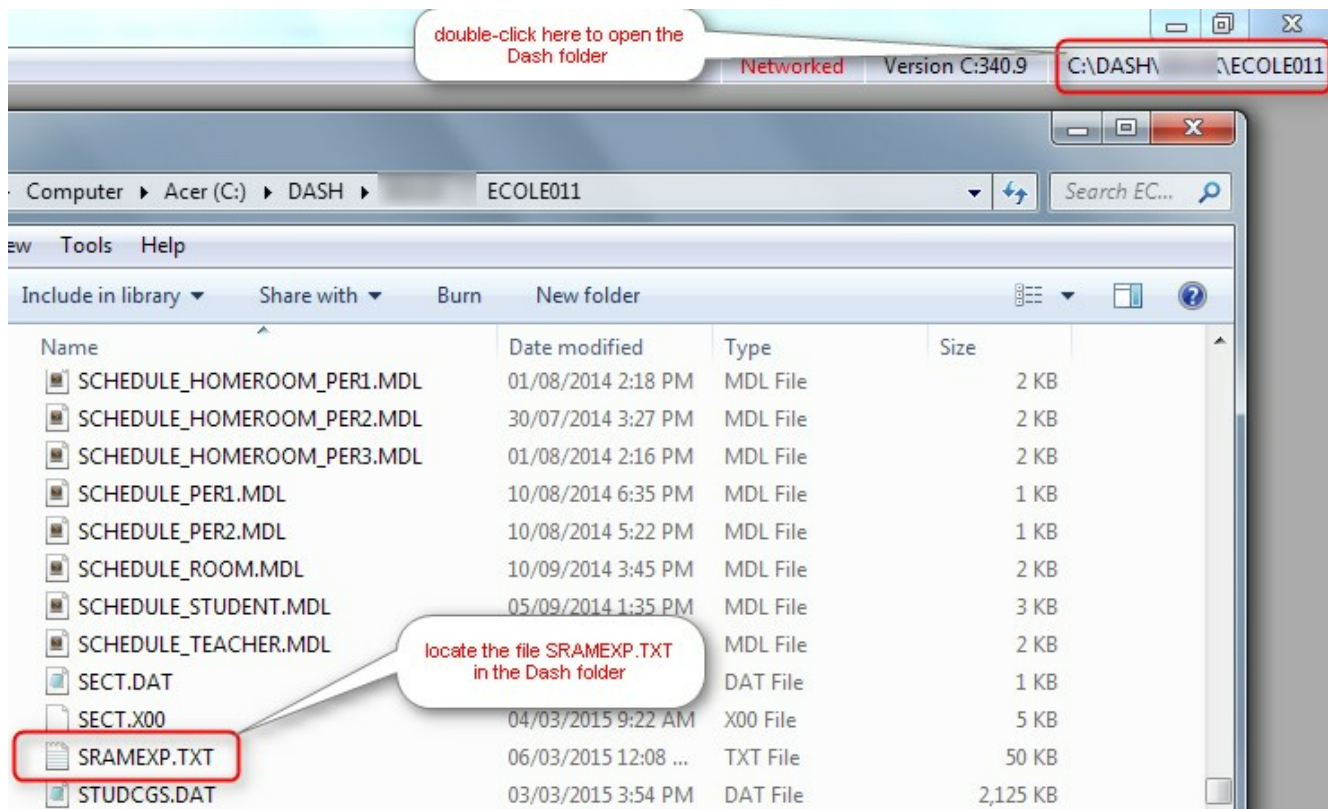 double-click here to open the
Dash folder
Networked Version C:340.9 C:\DASH\ \ECOLE011
Computer Acer (C:) DASH ECOLE011 Search EC...
ew Tools Help
Include in library Share with Burn New folder
Name Date modified Type Size
SCHEDULE_HOMEROOM_PER1.MDL 01/08/2014 2:18 PM MDL File 2 KB
SCHEDULE_HOMEROOM_PER2.MDL 30/07/2014 3:27 PM MDL File 2 KB
SCHEDULE_HOMEROOM_PER3.MDL 01/08/2014 2:16 PM MDL File 2 KB
SCHEDULE_PER1.MDL 10/08/2014 6:35 PM MDL File 1 KB
SCHEDULE_PER2.MDL 10/08/2014 5:22 PM MDL File 1 KB
SCHEDULE_ROOM.MDL 10/09/2014 3:45 PM MDL File 2 KB
SCHEDULE_STUDENT.MDL 05/09/2014 1:35 PM MDL File 3 KB
SCHEDULE_TEACHER.MDL MDL File 2 KB
locate the file SRAMEXP.TXT
in the Dash folder
SECT.DAT DAT File 1 KB
SECT.X00 04/03/2015 9:22 AM X00 File 5 KB
SRAMEXP.TXT 06/03/2015 12:08 ... TXT File 50 KB
STUDCGS.DAT 03/03/2015 3:54 PM DAT File 2,125 KB